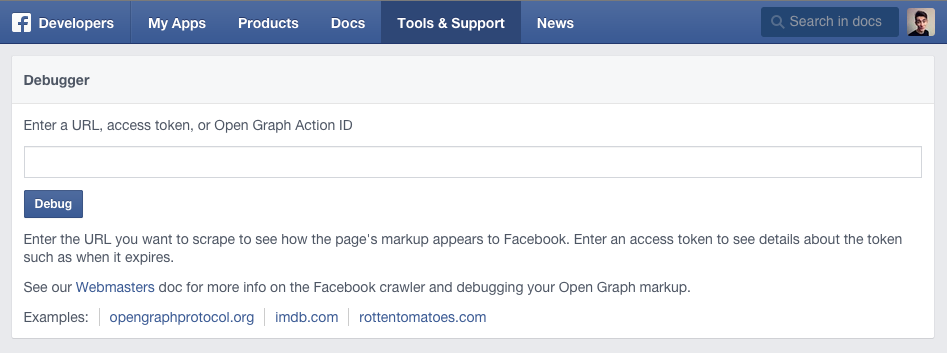 Developers My Apps Products Docs Tools & Support News Search in docs
Debugger
Enter a URL, access token, or Open Graph Action ID
Debug
Enter the URL you want to scrape to see how the page's markup appears to Facebook. Enter an access token to see details about the token
such as when it expires.
See our Webmasters doc for more info on the Facebook crawler and debugging your Open Graph markup.
Examples: opengraphprotocol.org imdb.com rottentomatoes.com